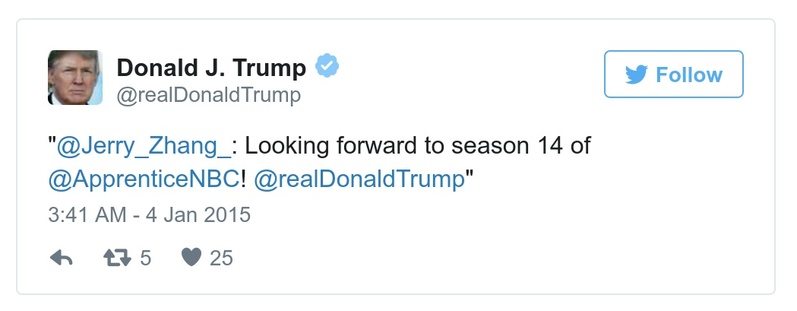 Donald J. Trump
@realDonaldTrump
Follow
"@Jerry_Zhang_: Looking forward to season 14 of
@ApprenticeNBC! @realDonaldTrump"
3:41 AM - 4 Jan 2015
5 25